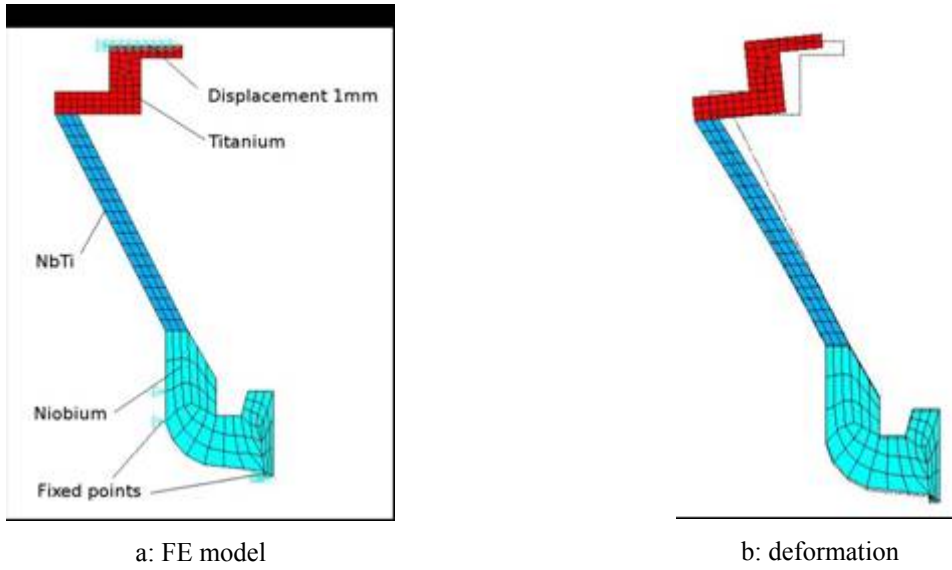 Displacement 1mm
Titanium
NbTi
Niobium
Fixed points
a: FE model
b: deformation